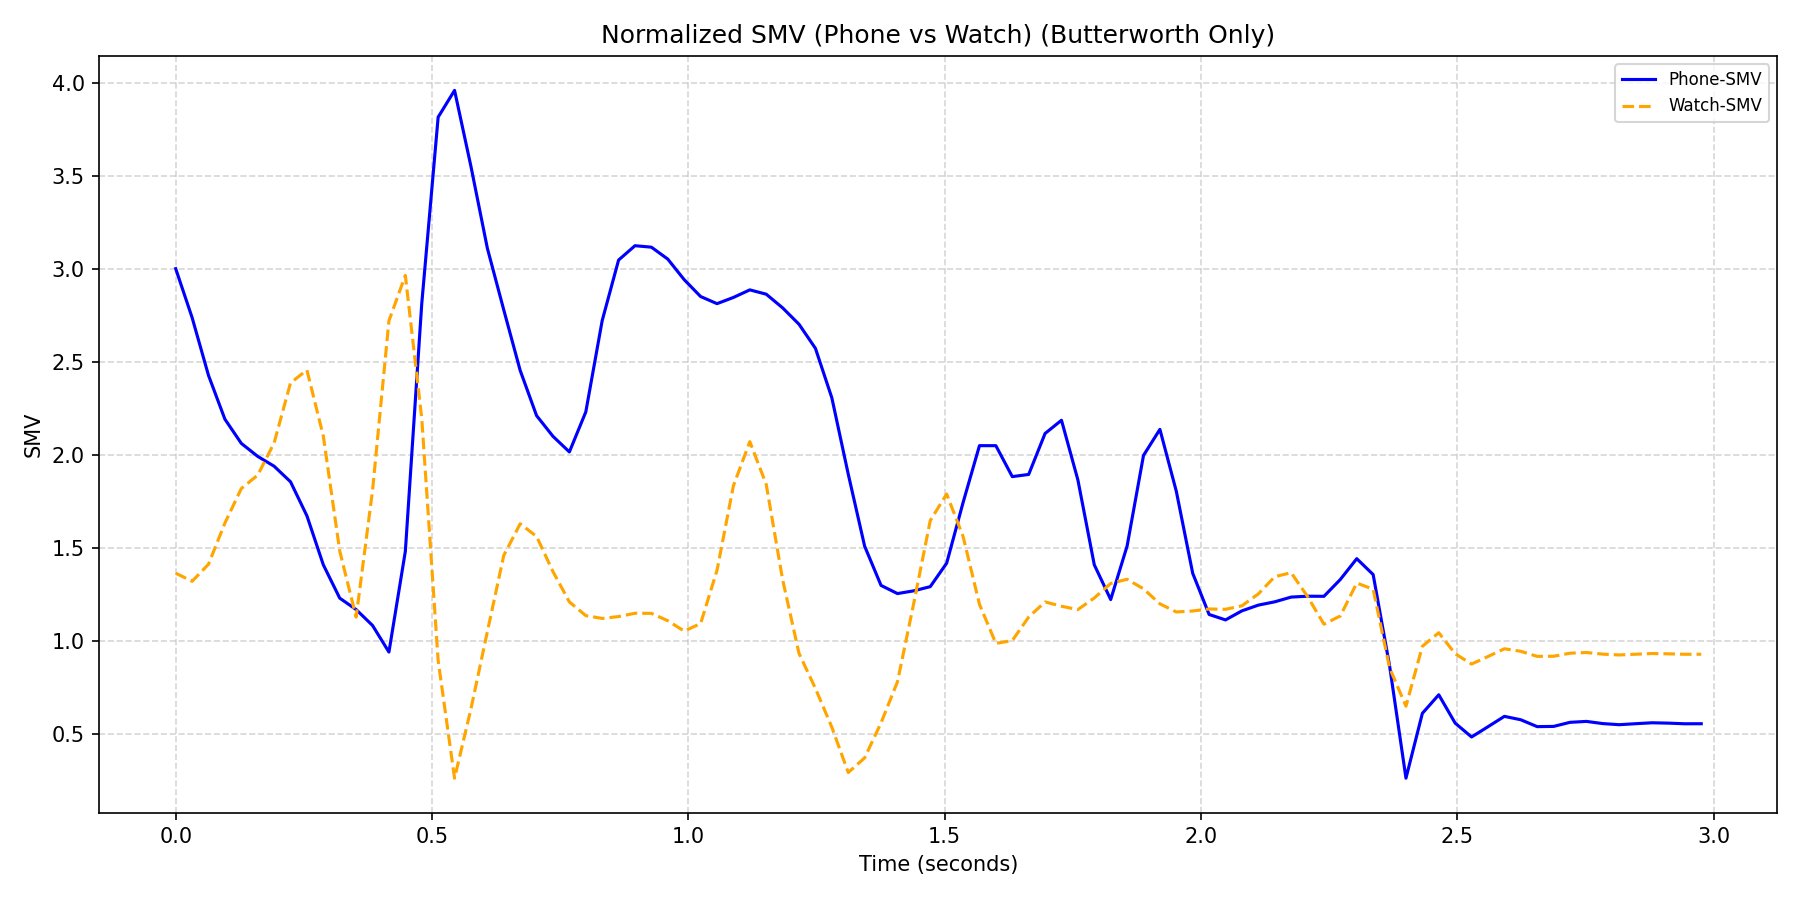 Normalized SMV (Phone vs Watch) (Butterworth Only)
Phone-SMV
Watch-SMV
SMV
4.0
3.5
3.0
2.5
2.0
1.5
1.0
0.5
0.0 0.5 1.0 1.5 2.0 2.5 3.0
Time (seconds)